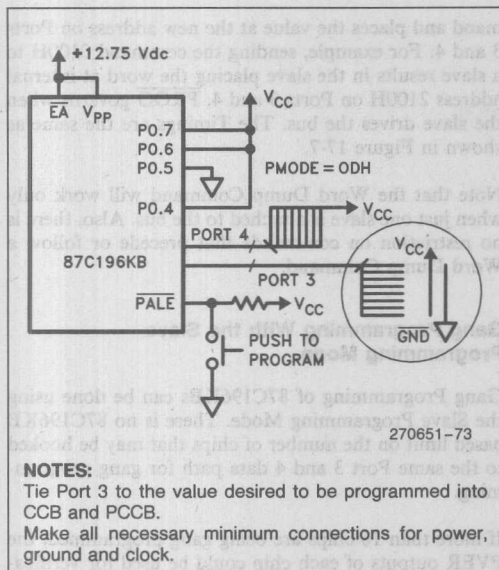 +12.75 Vdc
EA
VPP
VCC
P0.7
P0.6
P0.5
P0.4
PMODE = 0DH
VCC
PORT 4
87C196KB
PORT 3
VCC
GND
PALE
VCC
PUSH TO
PROGRAM
270651-73
NOTES:
Tie Port 3 to the value desired to be programmed into
CCB and PCCB.
Make all necessary minimum connections for power,
ground and clock.